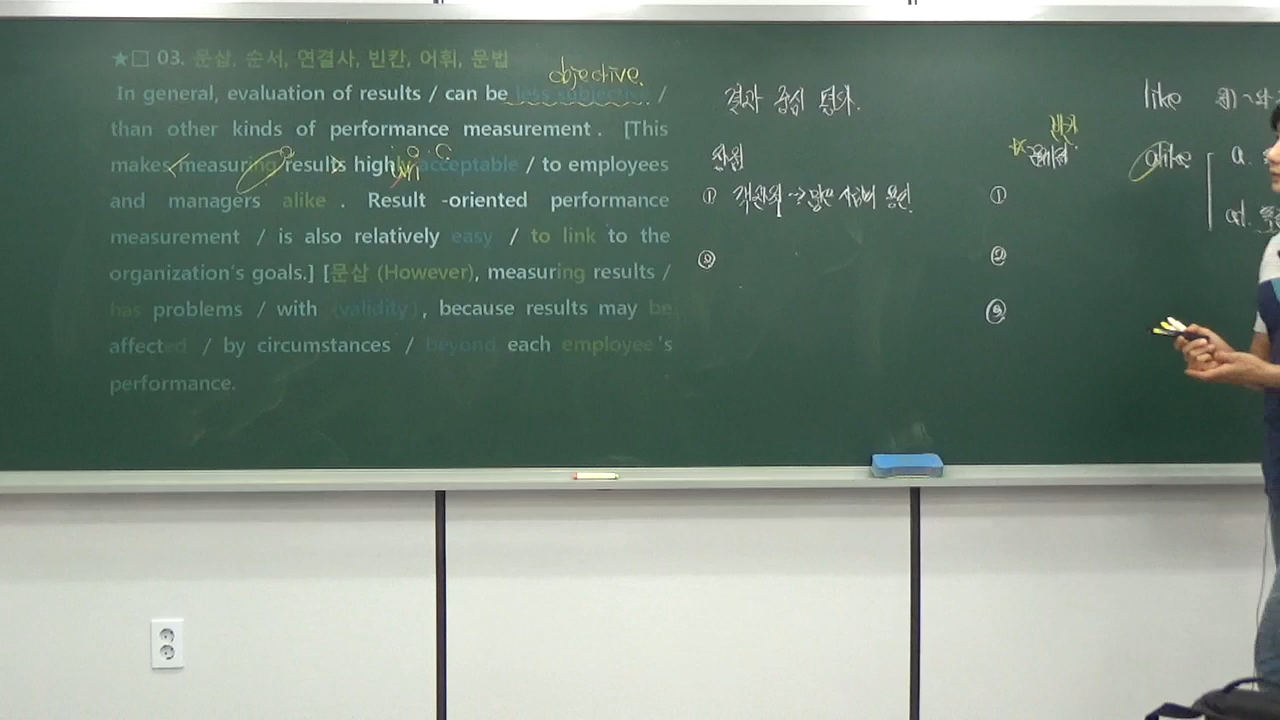 ★□ 03. 문삽, 순서, 연결사, 빈칸, 어휘, 문법
objective.
In general, evaluation of results / can be less subjective /
than other kinds of performance measurement. [This
makes measuring results highly acceptable / to employees
and managers alike. Result -oriented performance
measurement / is also relatively easy / to link to the
organization's goals.] [문삽 (However), measuring results /
has problems / with (validity), because results may be
affected / by circumstances / beyond each employee's
performance.
결과 중심 평가.
장점
① 객관적 → 많은 사람이 용인
②
①
②
③
like
alike
a.
ad.